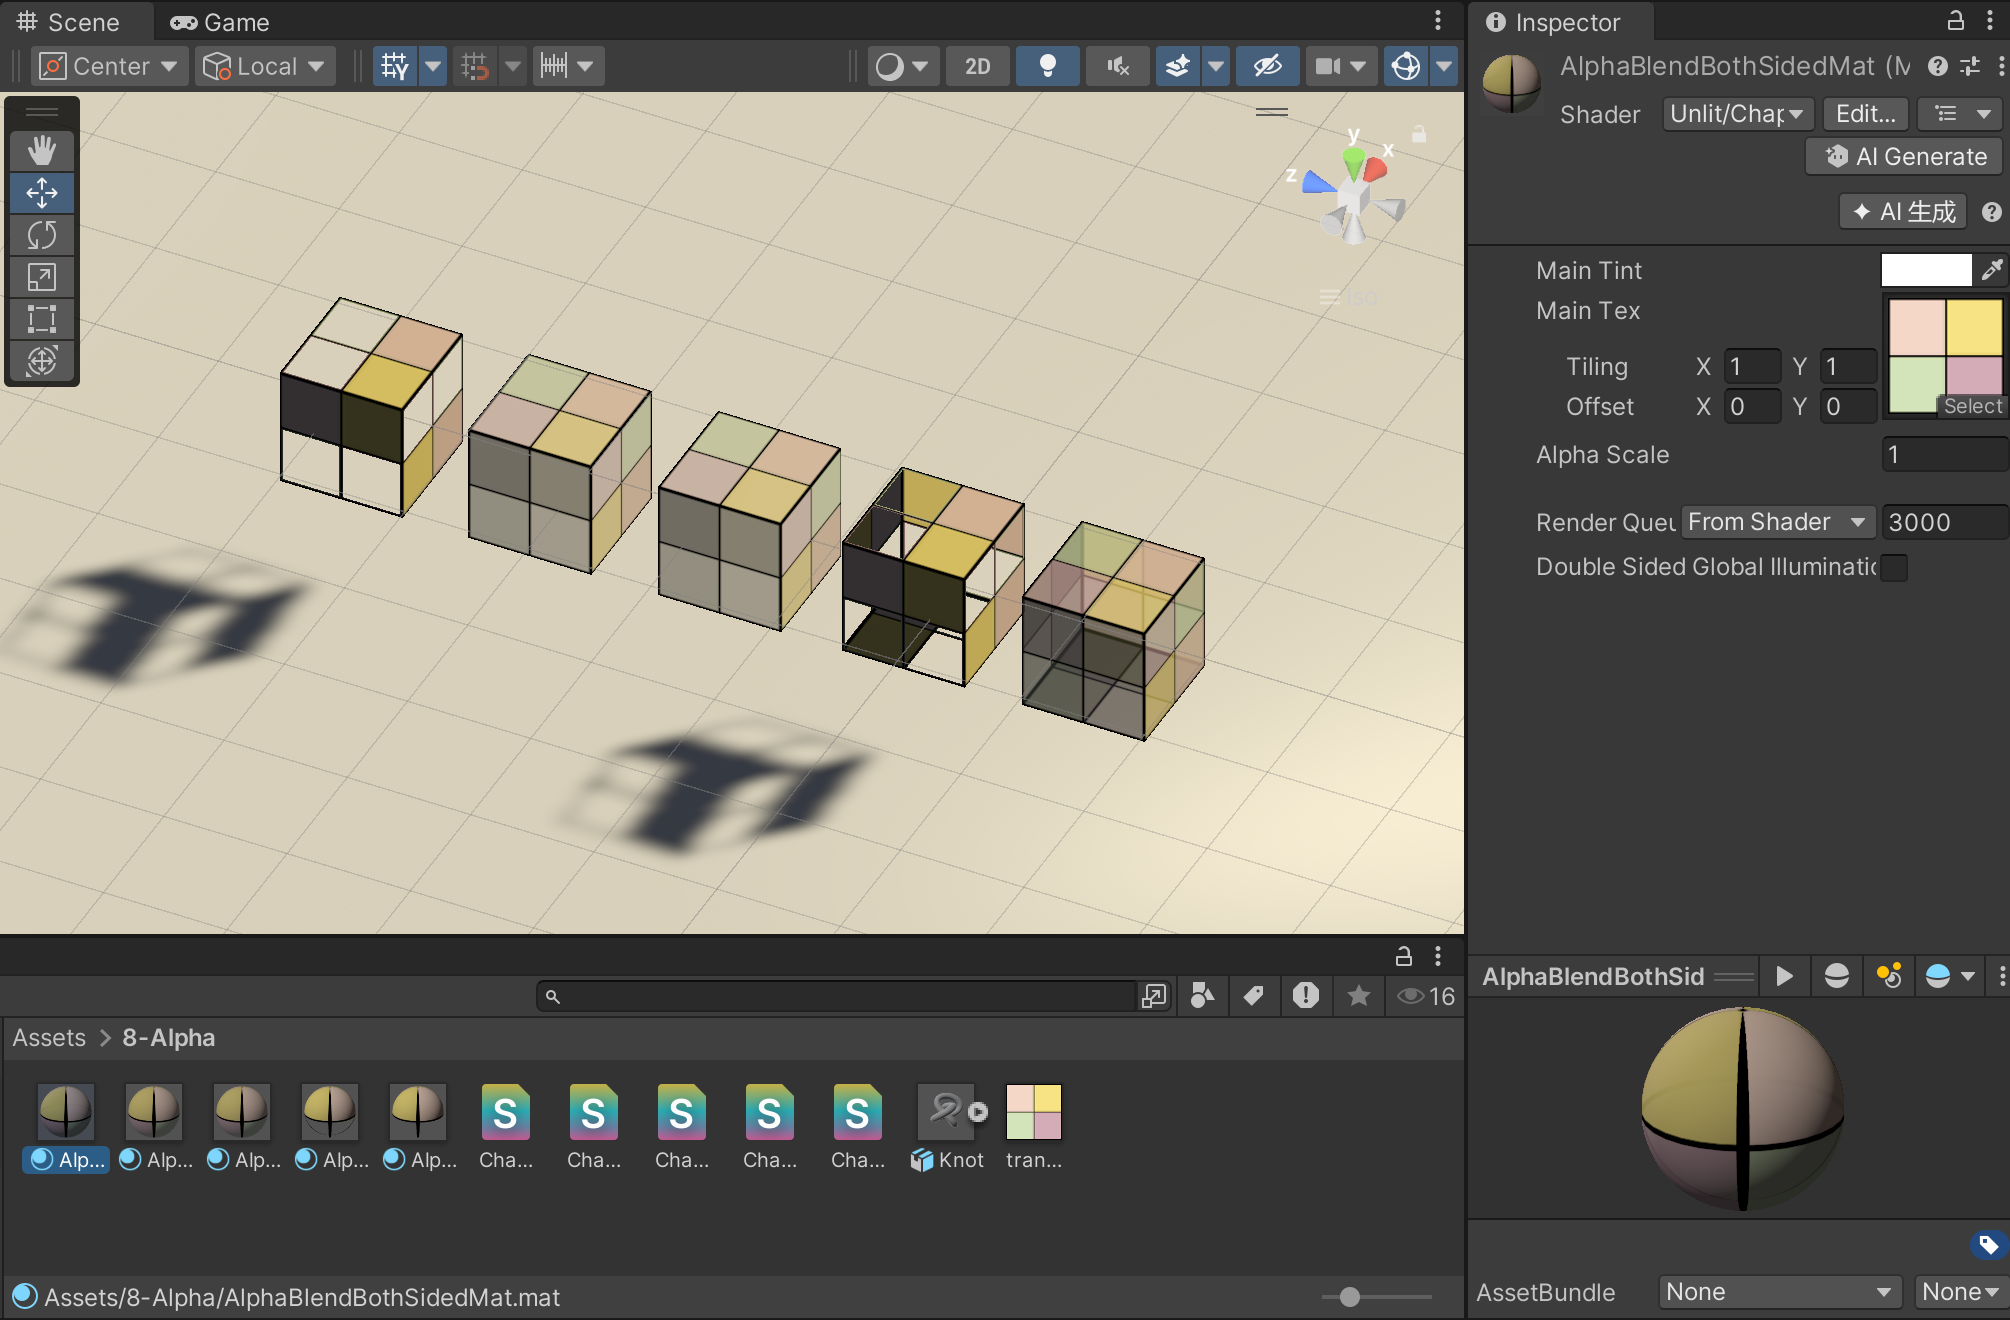 Scene
Game
Inspector
Center
Local
2D
AlphaBlendBothSidedMat (M
Shader
Unlit/Chap
Edit...
AI Generate
AI 生成
y
x
z
Iso
Main Tint
Main Tex
Tiling X 1 Y 1
Offset X 0 Y 0
Select
Alpha Scale 1
Render Queu From Shader 3000
Double Sided Global Illuminatio
16
Assets > 8-Alpha
Alp... Alp... Alp... Alp... Alp... Cha... Cha... Cha... Cha... Cha... Knot tran...
S S S S S
Assets/8-Alpha/AlphaBlendBothSidedMat.mat
AlphaBlendBothSid
AssetBundle None None